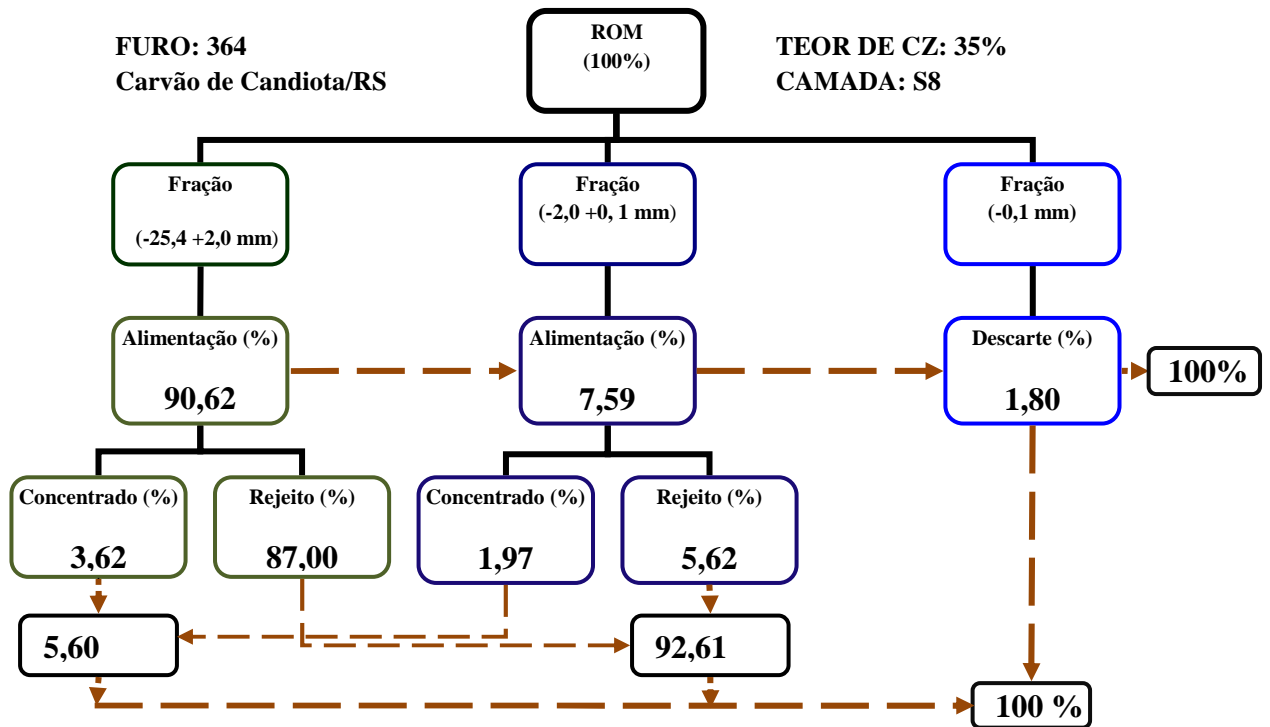 FURO: 364
Carvão de Candiota/RS
ROM
(100%)
TEOR DE CZ: 35%
CAMADA: S8
Fração
(-25,4 +2,0 mm)
Fração
(-2,0 +0, 1 mm)
Fração
(-0,1 mm)
Alimentação (%)
90,62
Alimentação (%)
7,59
Descarte (%)
1,80
100%
Concentrado (%)
3,62
Rejeito (%)
87,00
Concentrado (%)
1,97
Rejeito (%)
5,62
5,60
92,61
100 %